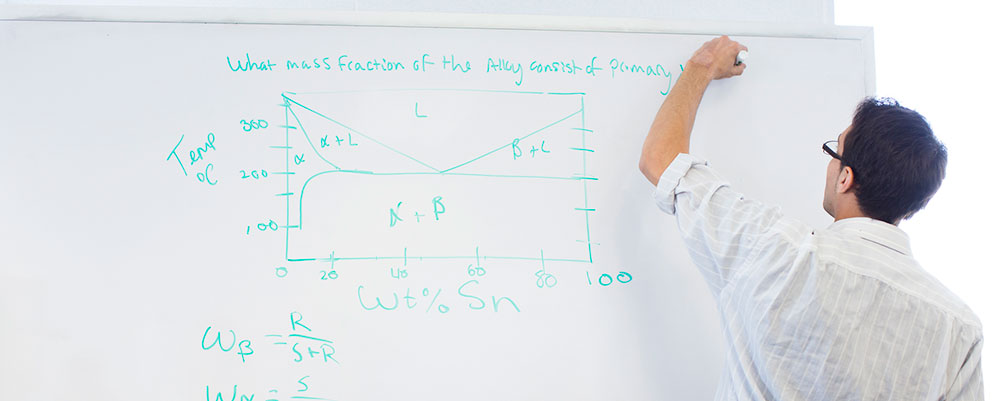 What mass fraction of the Alloy consist of primary
L
300
α + L
β + L
Temp
°C
α
200
α + β
100
0 20 40 60 80 100
Wt% Sn
Wβ = R / S+R
Wα = S